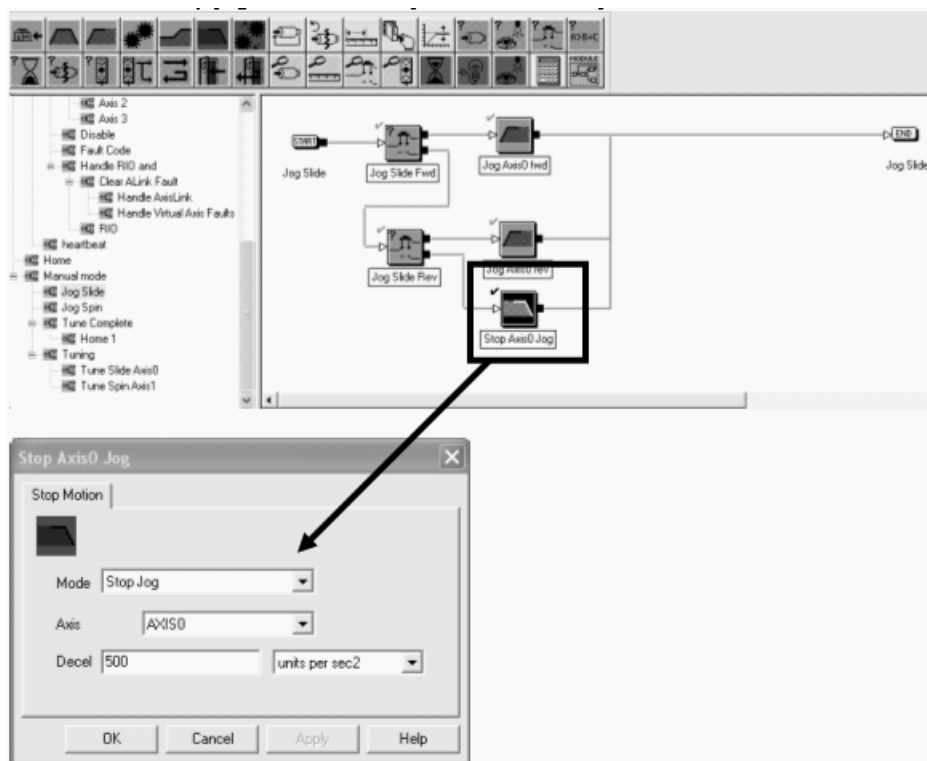 A>B+C
MODULE
Axis 2
Axis 3
Disable
Fault Code
Handle RIO and
Clear ALink Fault
Handle AxisLink
Handle Virtual Axis Faults
RIO
heartbeat
Home
Manual mode
Jog Slide
Jog Spin
Tune Complete
Home 1
Tuning
Tune Slide Axis0
Tune Spin Axis1
START
Jog Slide
Jog Slide Fwd
Jog Axis0 fwd
END
Jog Slide
Jog Slide Rev
Jog Axis0 rev
Stop Axis0 Jog
Stop Axis0 Jog
Stop Motion
Mode Stop Jog
Axis AXIS0
Decel 500 units per sec2
OK Cancel Apply Help